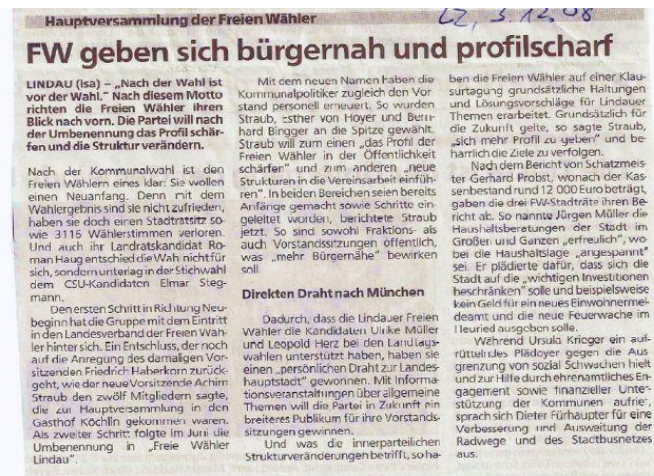 Hauptversammlung der Freien Wähler
LZ, 3.12.08
FW geben sich bürgernah und profilscharf
LINDAU (isa) – „Nach der Wahl ist
vor der Wahl.“ Nach diesem Motto
richten die Freien Wähler ihren
Blick nach vorn. Die Partei will nach
der Umbenennung das Profil schär-
fen und die Struktur verändern.
Nach der Kommunalwahl ist den
Freien Wählern eines klar: Sie wollen
einen Neuanfang. Denn mit dem
Wahlergebnis sind sie nicht zufrieden,
haben sie doch einen Stadtratsitz so-
wie 3116 Wählerstimmen verloren.
Und auch ihr Landratskandidat Ro-
man Haug entschied die Wahl nicht für
sich, sondern unterlag in der Stichwahl
dem CSU-Kandidaten Elmar Steg-
mann.
Den ersten Schritt in Richtung Neu-
beginn hat die Gruppe mit dem Eintritt
in den Landesverband der Freien Wäh-
ler hinter sich. Ein Entschluss, der noch
auf die Anregung des damaligen Vor-
sitzenden Friedrich Haberkorn zurück-
geht, wie der neue Vorsitzende Achim
Straub den zwölf Mitgliedern sagte,
die zur Hauptversammlung in den
Gasthof Köchlin gekommen waren.
Als zweiter Schritt folgte im Juni die
Umbenennung in „Freie Wähler
Lindau“.
Mit dem neuen Namen haben die
Kommunalpolitiker zugleich den Vor-
stand personell erneuert. So wurden
Straub, Esther von Hoyer und Bern-
hard Bingger an die Spitze gewählt.
Straub will zum einen „das Profil der
Freien Wähler in der Öffentlichkeit
schärfen“ und zum anderen „neue
Strukturen in die Vereinsarbeit einfüh-
ren“. In beiden Bereichen seien bereits
Anfänge gemacht sowie Schritte ein-
geleitet worden, berichtete Straub
jetzt. So sind sowohl Fraktions- als
auch Vorstandssitzungen öffentlich,
was „mehr Bürgernähe“ bewirken
soll.
Direkten Draht nach München
Dadurch, dass die Lindauer Freien
Wähler die Kandidaten Ulrike Müller
und Leopold Herz bei den Landtags-
wahlen unterstützt haben, haben sie
einen „persönlichen Draht zur Landes-
hauptstadt“ gewonnen. Mit Informa-
tionsveranstaltungen über allgemeine
Themen will die Partei in Zukunft ein
breiteres Publikum für ihre Vorstands-
sitzungen gewinnen.
Und was die innerparteilichen
Strukturveränderungen betrifft, so ha-
ben die Freien Wähler auf einer Klau-
surtagung grundsätzliche Haltungen
und Lösungsvorschläge für Lindauer
Themen erarbeitet. Grundsätzlich für
die Zukunft gelte, so sagte Straub,
„sich mehr Profil zu geben“ und be-
harrlich die Ziele zu verfolgen.
Nach dem Bericht von Schatzmeis-
ter Gerhard Probst, wonach der Kas-
senbestand rund 12 000 Euro beträgt,
gaben die drei FW-Stadträte ihren Be-
richt ab. So nannte Jürgen Müller die
Haushaltsberatungen der Stadt im
Großen und Ganzen „erfreulich“, wo-
bei die Haushaltslage „angespannt“
sei. Er plädierte dafür, dass sich die
Stadt auf die „wichtigen Investitionen
beschränken“ solle und beispielsweise
kein Geld für ein neues Einwohnermel-
deamt und die neue Feuerwache im
Heuried ausgeben solle.
Während Ursula Krieger ein auf-
rüttelndes Plädoyer gegen die Aus-
grenzung von sozial Schwachen hielt
und zur Hilfe durch ehrenamtliches En-
gagement sowie finanzieller Unter-
stützung der Kommunen aufrief,
sprach sich Dieter Fürhaupter für eine
Verbesserung und Ausweitung der
Radwege und des Stadtbusnetzes
aus.